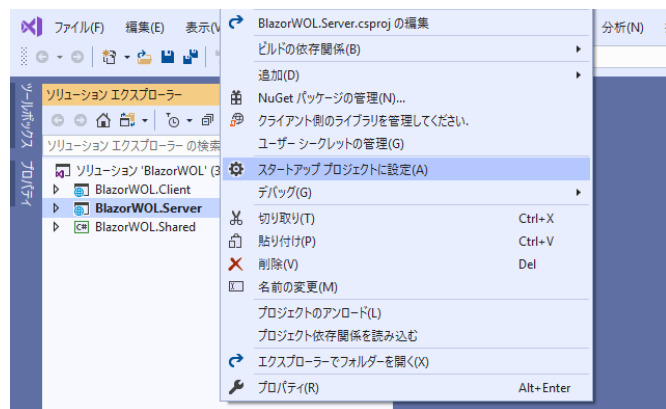 ファイル(F) 編集(E) 表示(V
分析(N)
ツールボックス
プロパティ
ソリューション エクスプローラー
ソリューション エクスプローラー の検索
ソリューション 'BlazorWOL' (3
BlazorWOL.Client
BlazorWOL.Server
C# BlazorWOL.Shared
BlazorWOL.Server.csproj の編集
ビルドの依存関係(B)
追加(D)
NuGet パッケージの管理(N)...
クライアント側のライブラリを管理してください.
ユーザー シークレットの管理(G)
スタートアップ プロジェクトに設定(A)
デバッグ(G)
切り取り(T) Ctrl+X
貼り付け(P) Ctrl+V
削除(V) Del
名前の変更(M)
プロジェクトのアンロード(L)
プロジェクト依存関係を読み込む
エクスプローラーでフォルダーを開く(X)
プロパティ(R) Alt+Enter